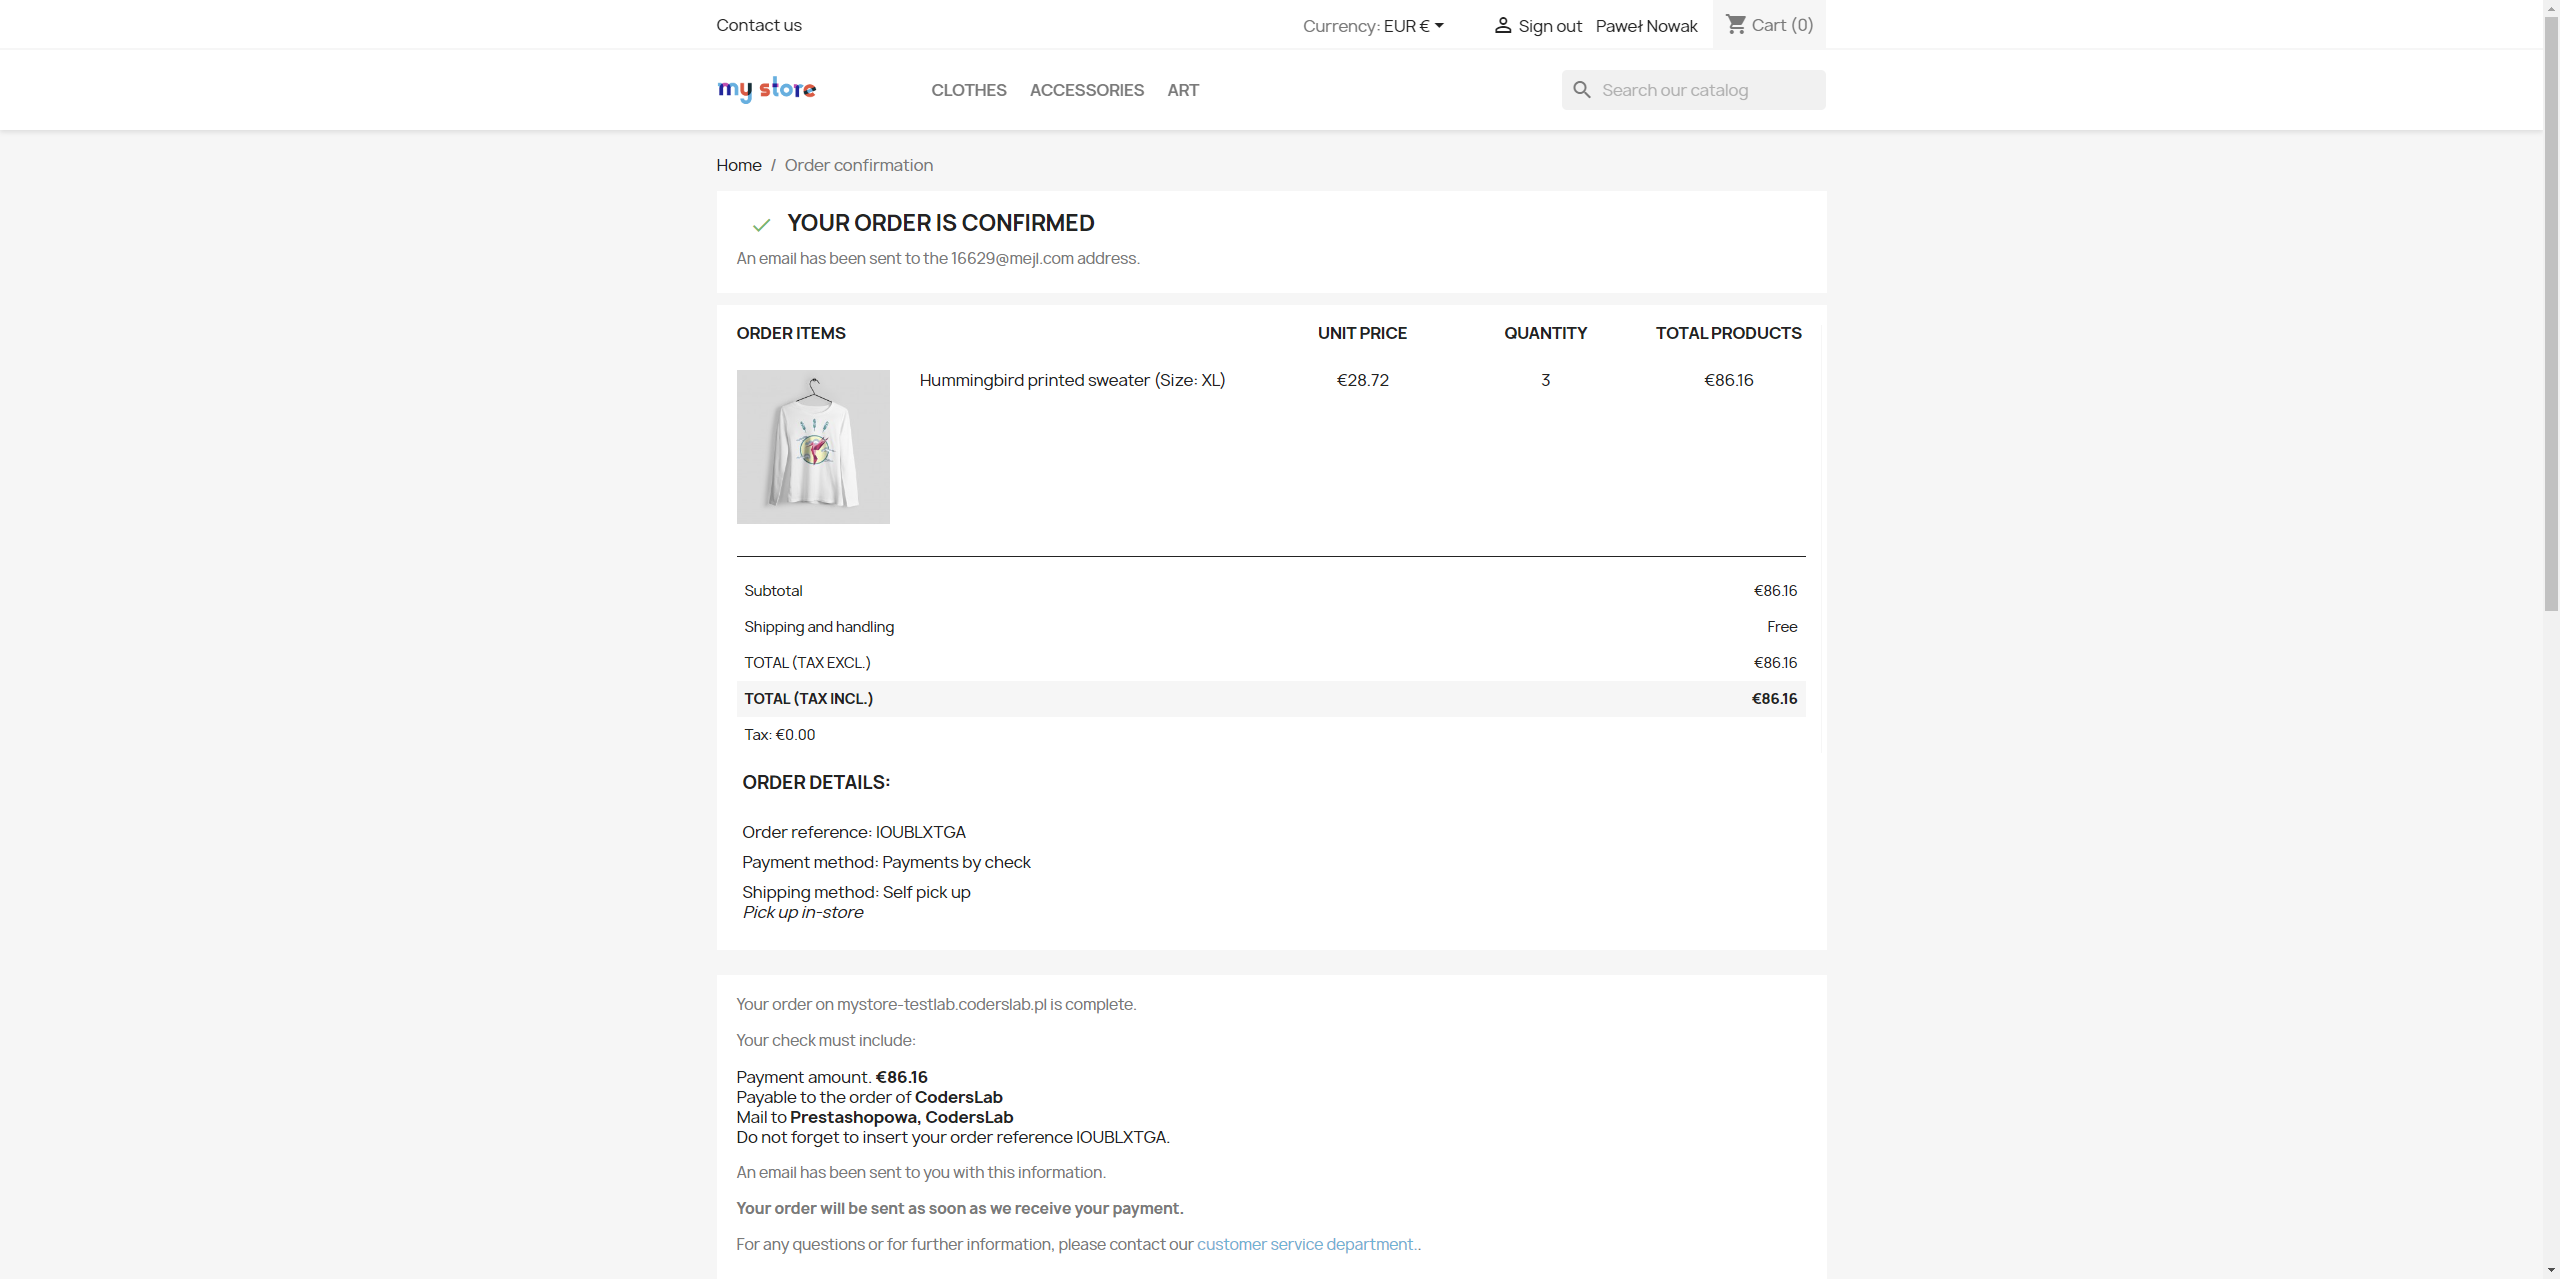 Contact us
Currency: EUR €
Sign out
Paweł Nowak
Cart (0)
my store
CLOTHES
ACCESSORIES
ART
Search our catalog
Home / Order confirmation
YOUR ORDER IS CONFIRMED
An email has been sent to the 16629@mejl.com address.
ORDER ITEMS UNIT PRICE QUANTITY TOTAL PRODUCTS
Hummingbird printed sweater (Size: XL) €28.72 3 €86.16
Subtotal €86.16
Shipping and handling Free
TOTAL (TAX EXCL.) €86.16
TOTAL (TAX INCL.) €86.16
Tax: €0.00
ORDER DETAILS:
Order reference: IOUBLXTGA
Payment method: Payments by check
Shipping method: Self pick up
Pick up in-store
Your order on mystore-testlab.coderslab.pl is complete.
Your check must include:
Payment amount. €86.16
Payable to the order of CodersLab
Mail to Prestashopowa, CodersLab
Do not forget to insert your order reference IOUBLXTGA.
An email has been sent to you with this information.
Your order will be sent as soon as we receive your payment.
For any questions or for further information, please contact our customer service department..